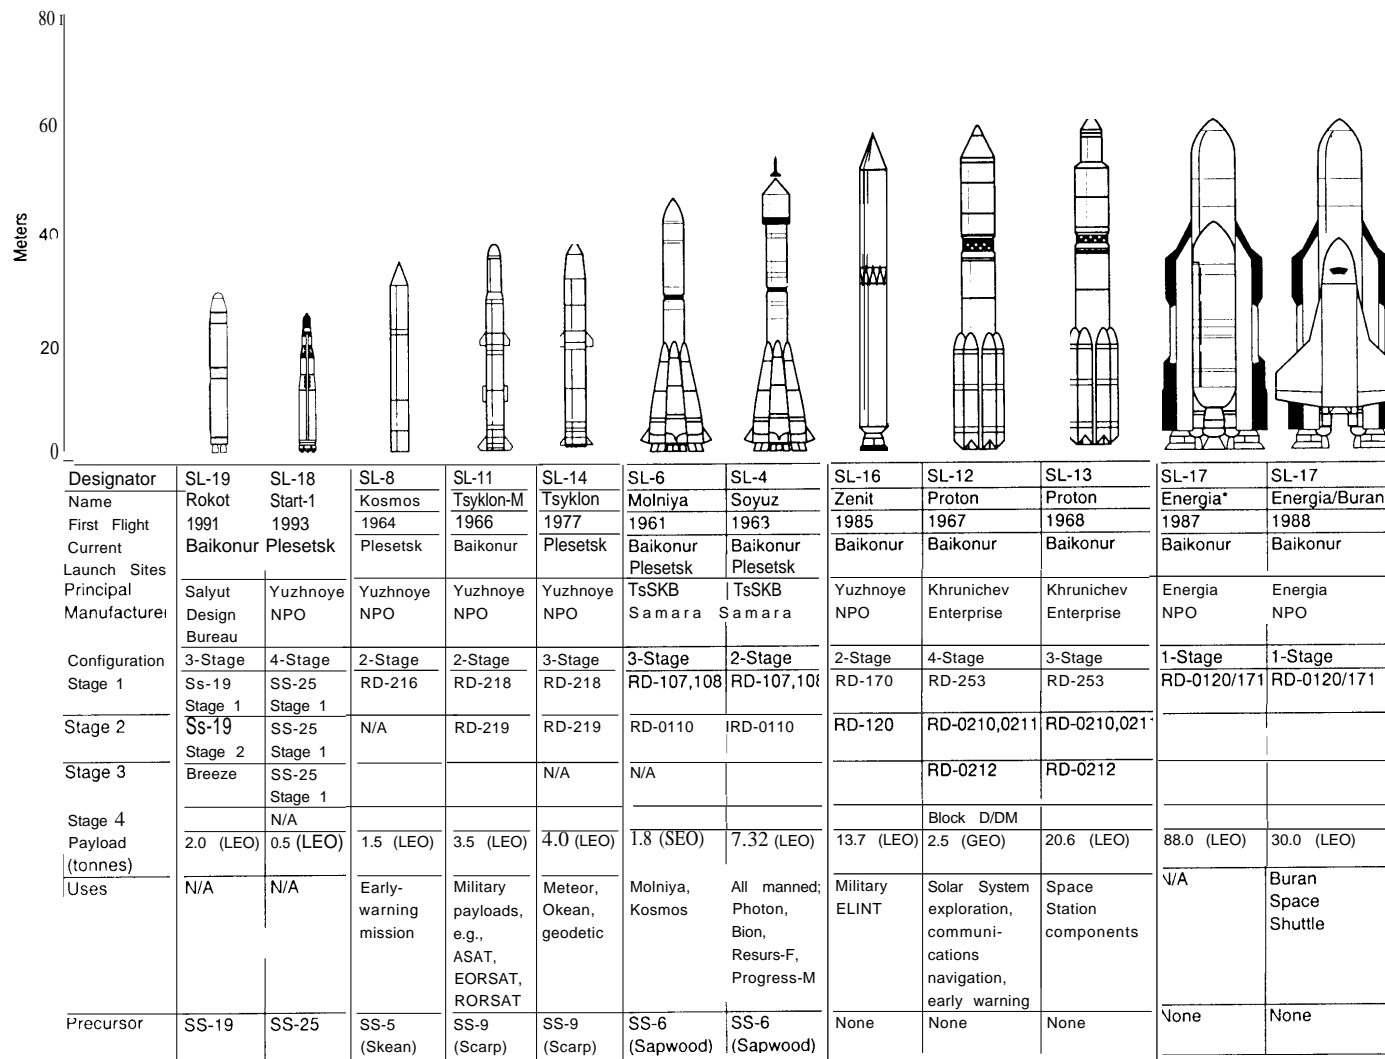 80
60
40
20
0
Meters
Designator SL-19 SL-18 SL-8 SL-11 SL-14 SL-6 SL-4 SL-16 SL-12 SL-13 SL-17 SL-17
Name Rokot Start-1 Kosmos Tsyklon-M Tsyklon Molniya Soyuz Zenit Proton Proton Energia* Energia/Buran
First Flight 1991 1993 1964 1966 1977 1961 1963 1985 1967 1968 1987 1988
Current Baikonur Plesetsk Plesetsk Baikonur Plesetsk Baikonur Baikonur Baikonur Baikonur Baikonur Baikonur Baikonur
Launch Sites Plesetsk Plesetsk
Principal Salyut Yuzhnoye Yuzhnoye Yuzhnoye Yuzhnoye TsSKB TsSKB Yuzhnoye Khrunichev Khrunichev Energia Energia
Manufacturer Design NPO NPO NPO NPO Samara Samara NPO Enterprise Enterprise NPO NPO
Bureau
Configuration 3-Stage 4-Stage 2-Stage 2-Stage 3-Stage 3-Stage 2-Stage 2-Stage 4-Stage 3-Stage 1-Stage 1-Stage
Stage 1 Ss-19 SS-25 RD-216 RD-218 RD-218 RD-107,108 RD-107,108 RD-170 RD-253 RD-253 RD-0120/171 RD-0120/171
Stage 1 Stage 1
Stage 2 Ss-19 SS-25 N/A RD-219 RD-219 RD-0110 IRD-0110 RD-120 RD-0210,0211 RD-0210,021
Stage 2 Stage 1
Stage 3 Breeze SS-25 N/A N/A RD-0212 RD-0212
Stage 1
Stage 4 N/A Block D/DM
Payload 2.0 (LEO) 0.5 (LEO) 1.5 (LEO) 3.5 (LEO) 4.0 (LEO) 1.8 (SEO) 7.32 (LEO) 13.7 (LEO) 2.5 (GEO) 20.6 (LEO) 88.0 (LEO) 30.0 (LEO)
(tonnes)
Uses N/A N/A Early- Military Meteor, Molniya, All manned; Military Solar System Space N/A Buran
warning payloads, Okean, Kosmos Photon, ELINT exploration, Station Space
mission e.g., geodetic Bion, communi- components Shuttle
ASAT, Resurs-F, cations
EORSAT, Progress-M navigation,
RORSAT early warning
Precursor SS-19 SS-25 SS-5 SS-9 SS-9 SS-6 SS-6 None None None None None
(Skean) (Scarp) (Scarp) (Sapwood) (Sapwood)